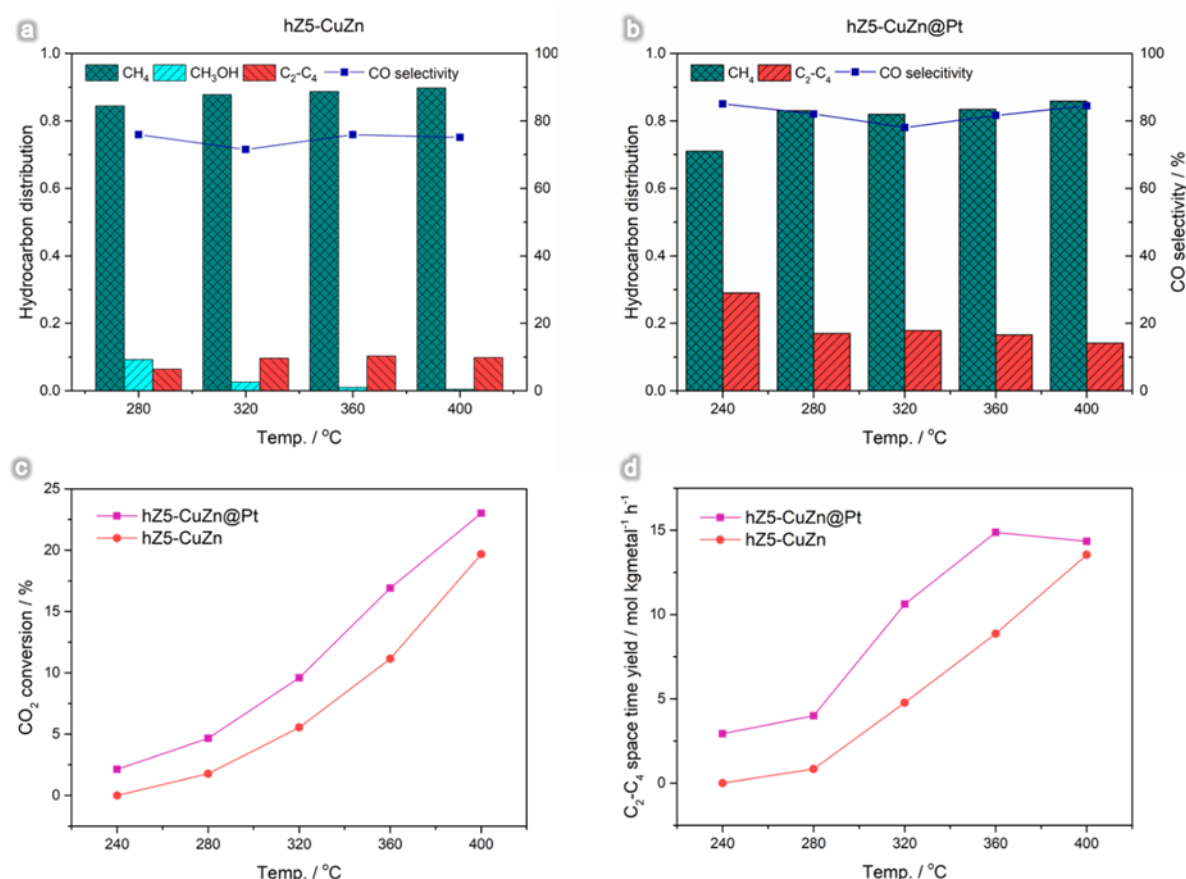 a
hZ5-CuZn
CH₄ CH₃OH C₂-C₄ CO selectivity
1.0
0.8
0.6
0.4
0.2
0.0
Hydrocarbon distribution
100
80
60
40
20
0
280 320 360 400
Temp. / °C
b
hZ5-CuZn@Pt
CH₄ C₂-C₄ CO selecitivity
1.0
0.8
0.6
0.4
0.2
0.0
Hydrocarbon distribution
100
80
60
40
20
0
CO selectivity / %
240 280 320 360 400
Temp. / °C
c
hZ5-CuZn@Pt
hZ5-CuZn
25
20
15
10
5
0
CO₂ conversion / %
240 280 320 360 400
Temp. / °C
d
hZ5-CuZn@Pt
hZ5-CuZn
15
10
5
0
C₂-C₄ space time yield / mol kgmetal⁻¹ h⁻¹
240 280 320 360 400
Temp. / °C